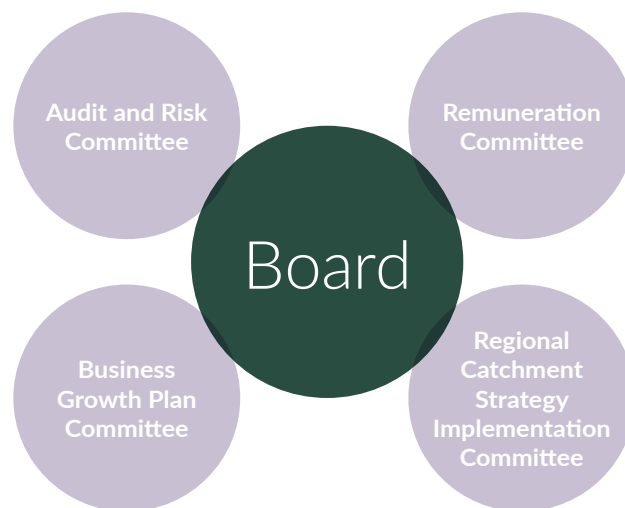 Audit and Risk
Committee
Remuneration
Committee
Board
Business
Growth Plan
Committee
Regional
Catchment
Strategy
Implementation
Committee